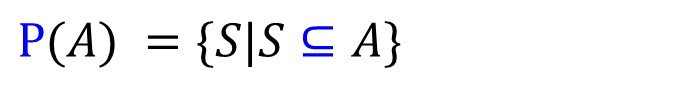 P(A) = {S|S ⊆ A}